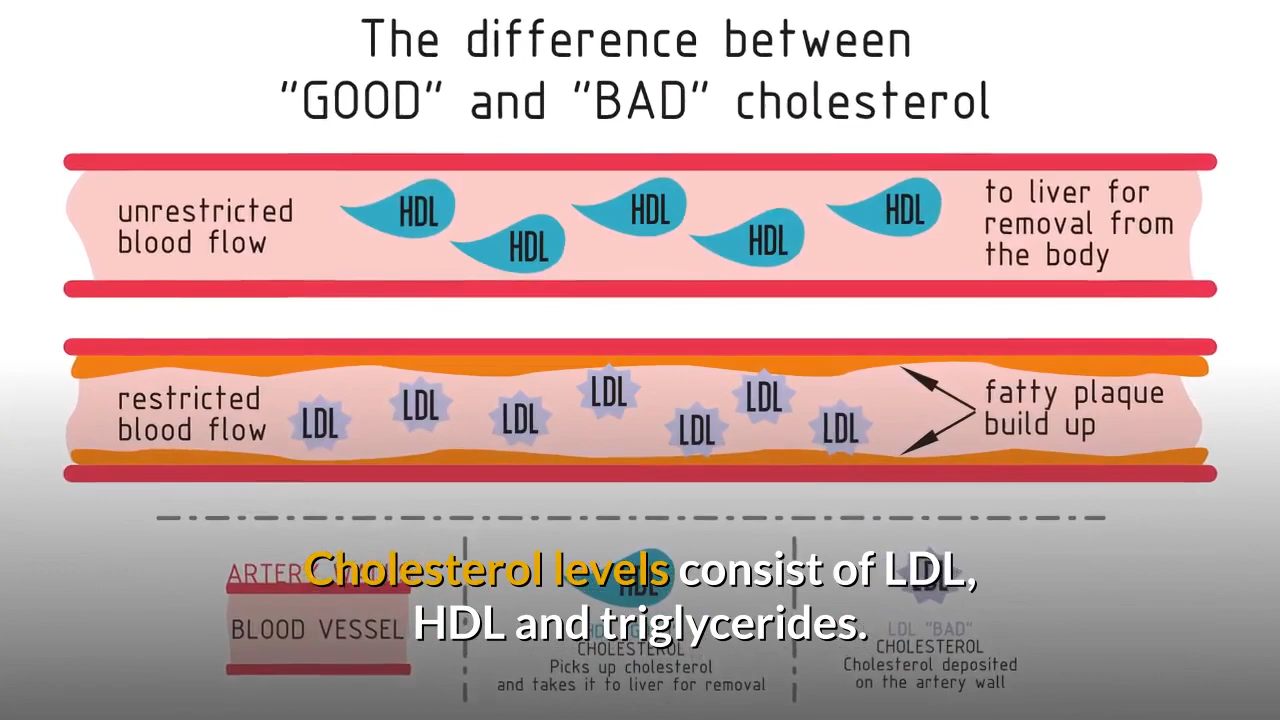 The difference between
"GOOD" and "BAD" cholesterol
unrestricted
blood flow
HDL
HDL
HDL
HDL
HDL
to liver for
removal from
the body
restricted
blood flow
LDL
LDL
LDL
LDL
LDL
LDL
LDL
fatty plaque
build up
Cholesterol levels consist of LDL,
HDL and triglycerides.
ARTERY
BLOOD VESSEL
HDL
CHOLESTEROL
Picks up cholesterol
and takes it to liver for removal
LDL
LDL "BAD"
CHOLESTEROL
Cholesterol deposited
on the artery wall